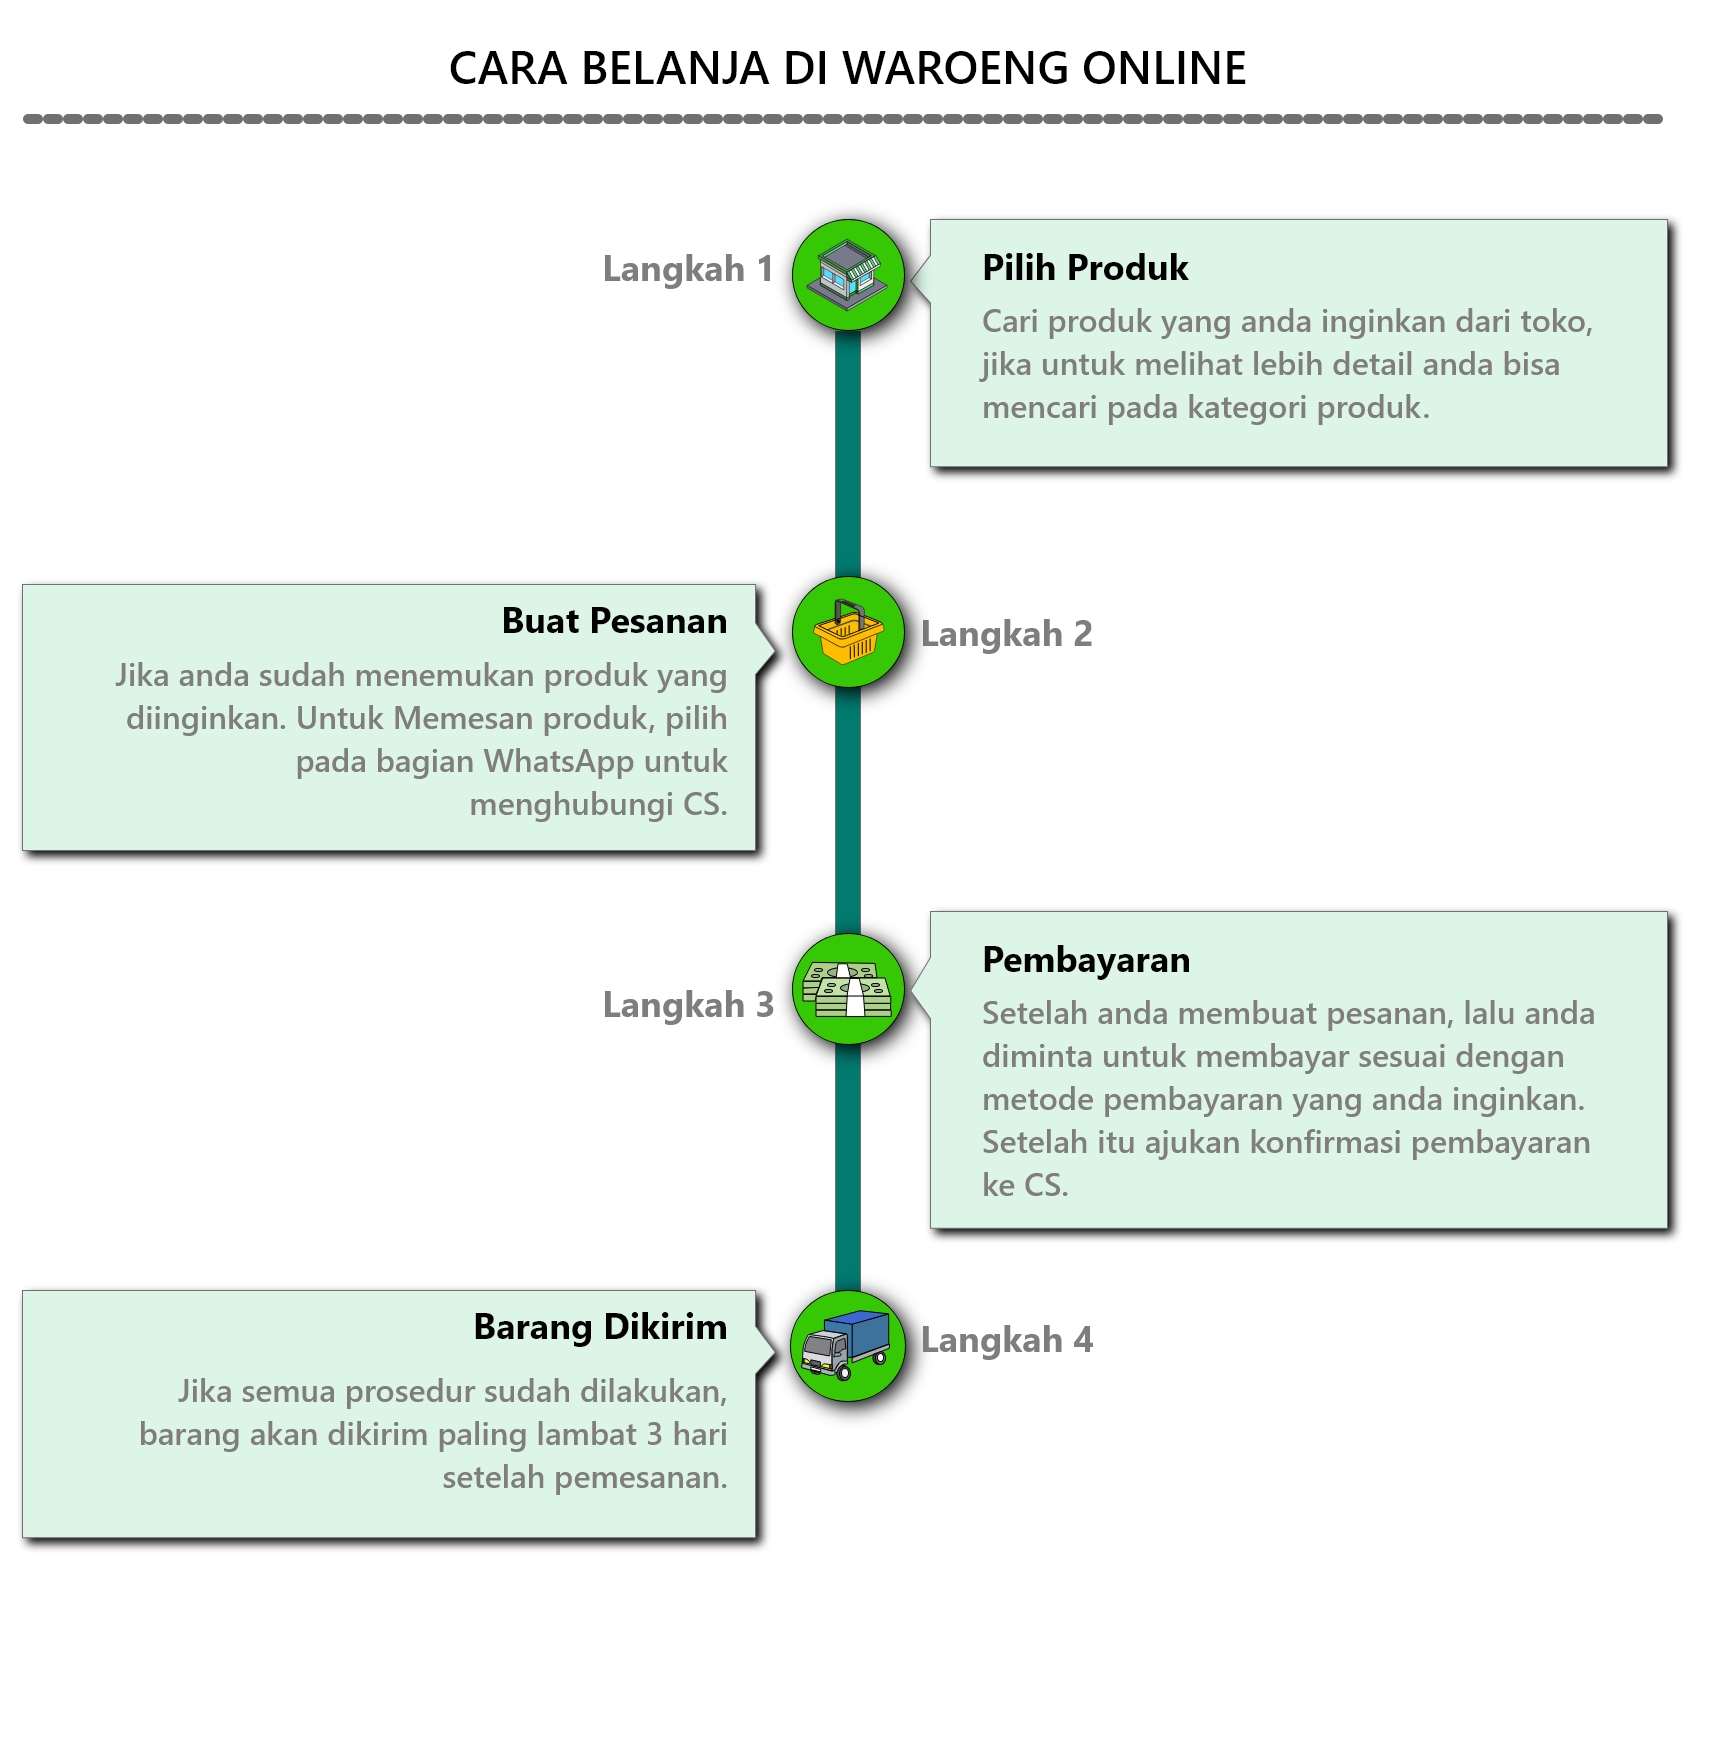 CARA BELANJA DI WAROENG ONLINE
Langkah 1
Pilih Produk
Cari produk yang anda inginkan dari toko,
jika untuk melihat lebih detail anda bisa
mencari pada kategori produk.
Langkah 2
Buat Pesanan
Jika anda sudah menemukan produk yang
diinginkan. Untuk Memesan produk, pilih
pada bagian WhatsApp untuk
menghubungi CS.
Langkah 3
Pembayaran
Setelah anda membuat pesanan, lalu anda
diminta untuk membayar sesuai dengan
metode pembayaran yang anda inginkan.
Setelah itu ajukan konfirmasi pembayaran
ke CS.
Langkah 4
Barang Dikirim
Jika semua prosedur sudah dilakukan,
barang akan dikirim paling lambat 3 hari
setelah pemesanan.